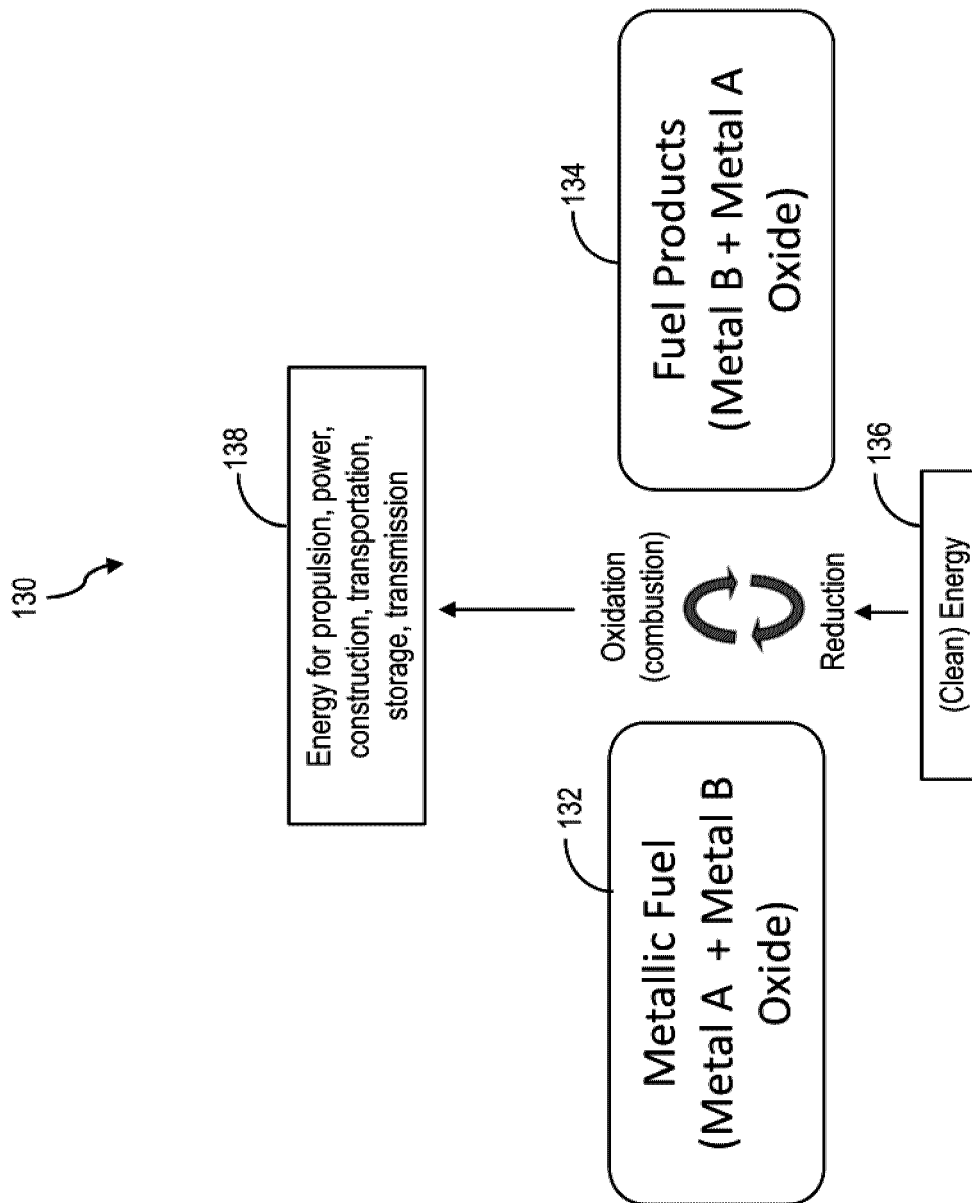 130
138
Energy for propulsion, power,
construction, transportation,
storage, transmission
132
Metallic Fuel
(Metal A + Metal B
Oxide)
Oxidation
(combustion)
Reduction
134
Fuel Products
(Metal B + Metal A
Oxide)
136
(Clean) Energy